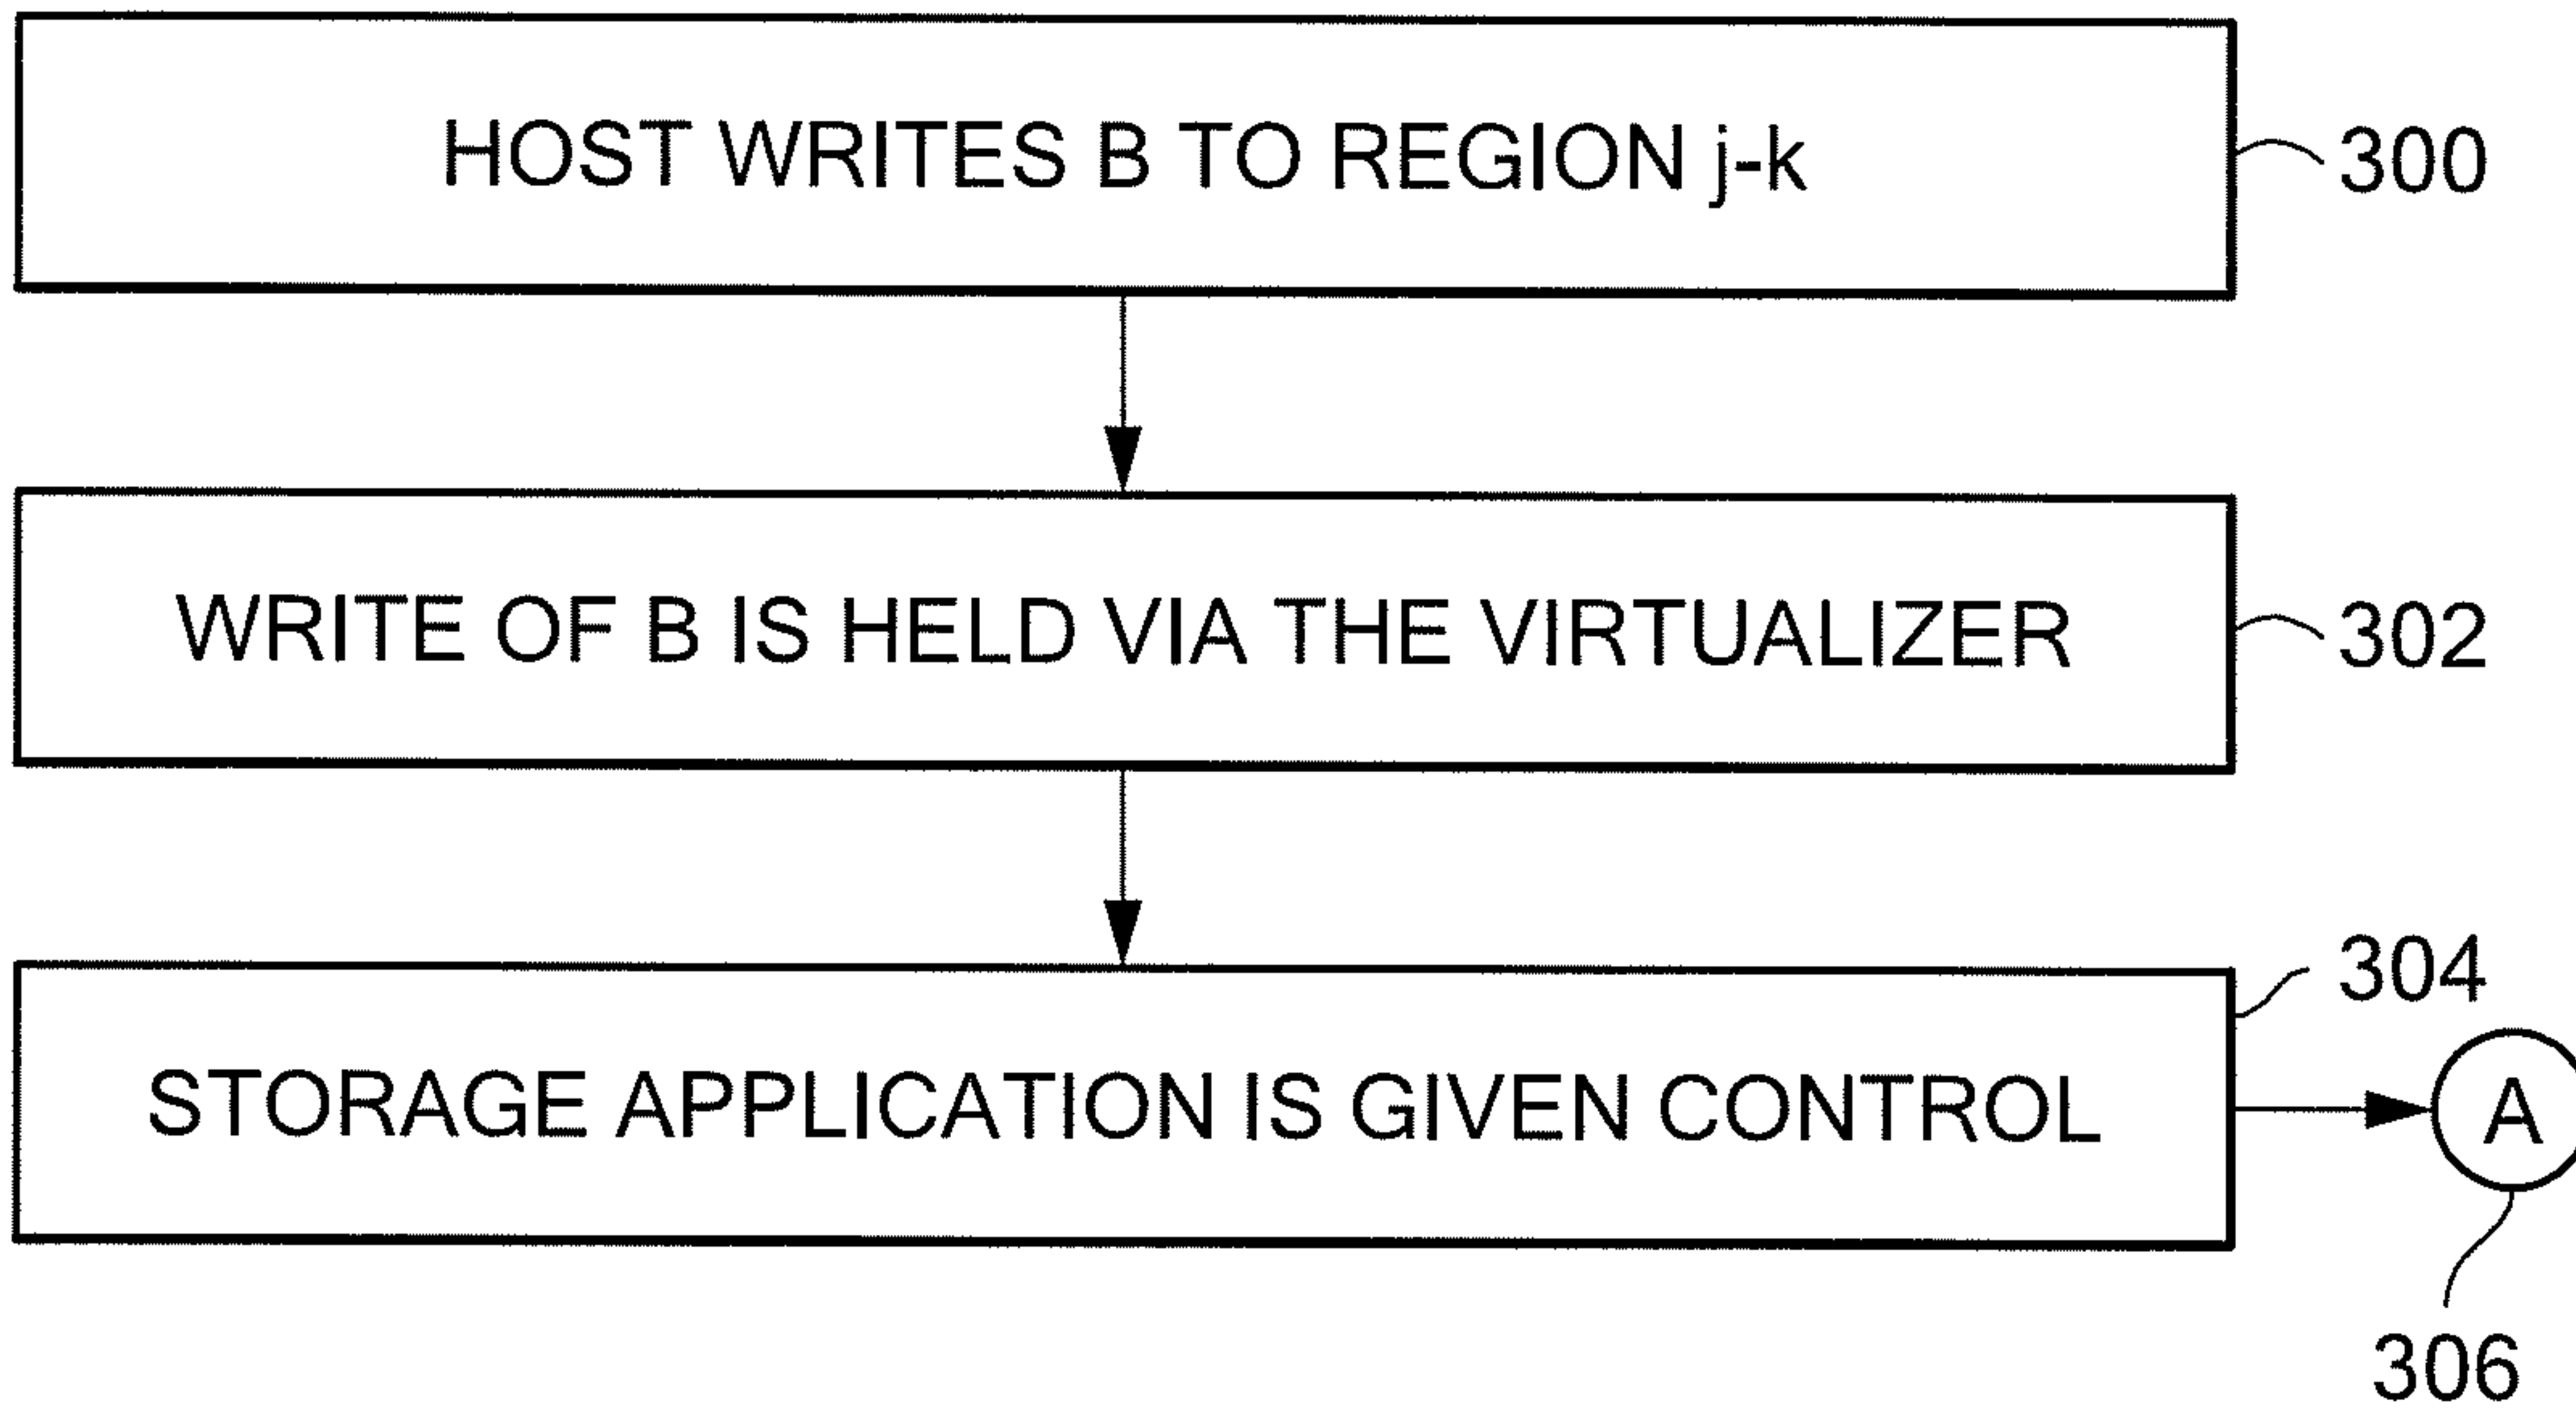 HOST WRITES B TO REGION j-k
300
WRITE OF B IS HELD VIA THE VIRTUALIZER
302
304
STORAGE APPLICATION IS GIVEN CONTROL
A
306